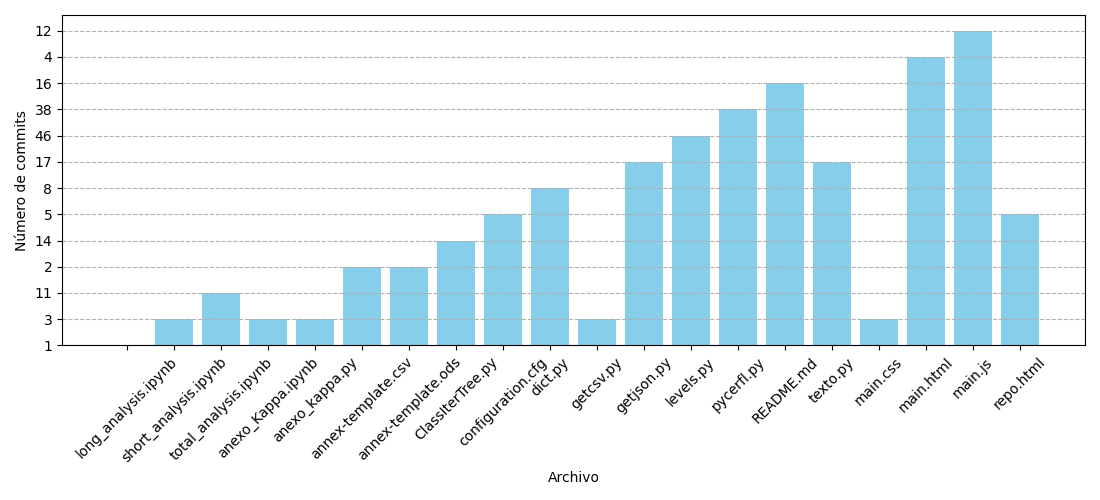 12
4
16
38
46
17
8
5
14
2
11
3
1
Número de commits
long_analysis.ipynb
short_analysis.ipynb
total_analysis.ipynb
anexo_Kappa.ipynb
anexo_kappa.py
annex-template.csv
annex-template.ods
ClassIterTree.py
configuration.cfg
dict.py
getcsv.py
getjson.py
levels.py
pycerfl.py
README.md
texto.py
main.css
main.html
main.js
repo.html
Archivo